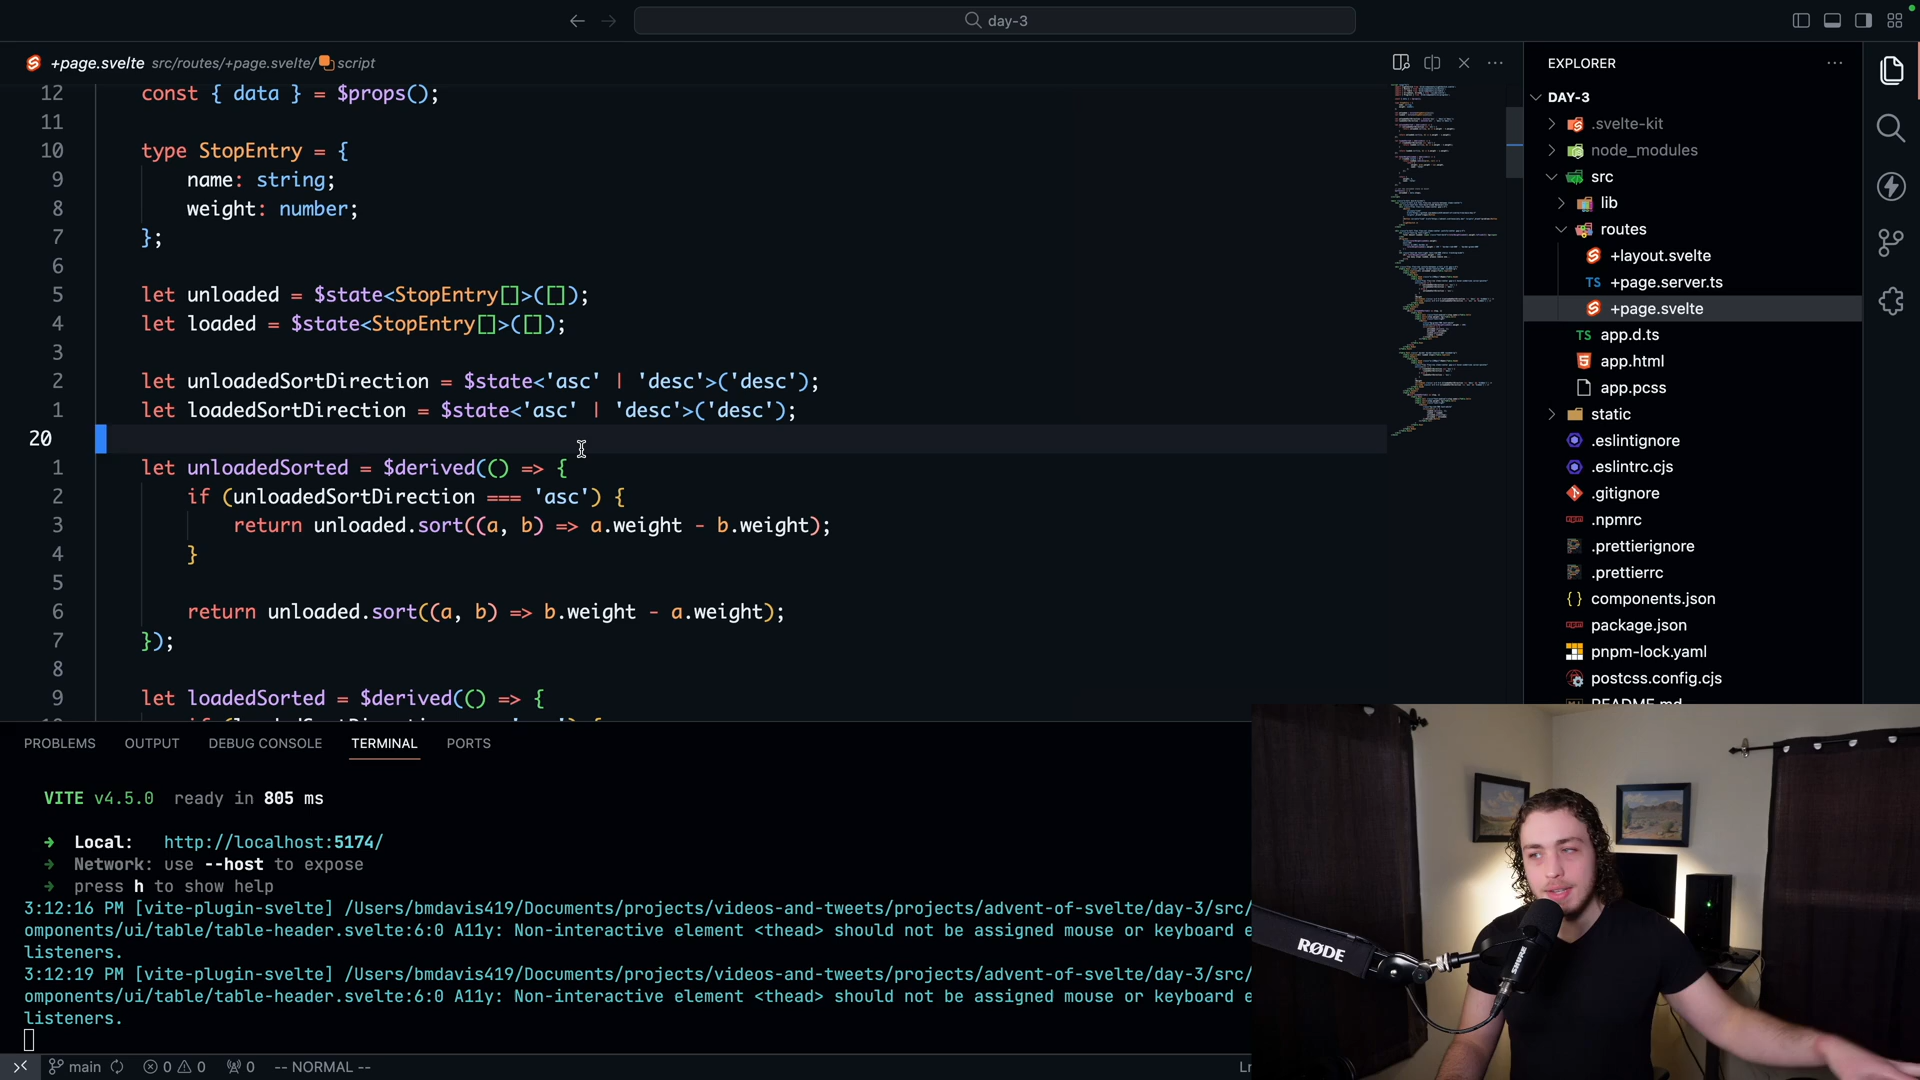 day-3
+page.svelte src/routes/+page.svelte/ script
12 const { data } = $props();
11
10 type StopEntry = {
9 name: string;
8 weight: number;
7 };
6
5 let unloaded = $state<StopEntry[]>([]);
4 let loaded = $state<StopEntry[]>([]);
3
2 let unloadedSortDirection = $state<'asc' | 'desc'>('desc');
1 let loadedSortDirection = $state<'asc' | 'desc'>('desc');
20
1 let unloadedSorted = $derived(() => {
2 if (unloadedSortDirection === 'asc') {
3 return unloaded.sort((a, b) => a.weight - b.weight);
4 }
5
6 return unloaded.sort((a, b) => b.weight - a.weight);
7 });
8
9 let loadedSorted = $derived(() => {
EXPLORER
DAY-3
.svelte-kit
node_modules
src
lib
routes
+layout.svelte
TS +page.server.ts
+page.svelte
TS app.d.ts
app.html
app.pcss
static
.eslintignore
.eslintrc.cjs
.gitignore
.npmrc
.prettierignore
.prettierrc
{ } components.json
package.json
pnpm-lock.yaml
postcss.config.cjs
README.md
PROBLEMS OUTPUT DEBUG CONSOLE TERMINAL PORTS
VITE v4.5.0 ready in 805 ms
➜ Local: http://localhost:5174/
➜ Network: use --host to expose
➜ press h to show help
3:12:16 PM [vite-plugin-svelte] /Users/bmdavis419/Documents/projects/videos-and-tweets/projects/advent-of-svelte/day-3/src/
omponents/ui/table/table-header.svelte:6:0 A11y: Non-interactive element <thead> should not be assigned mouse or keyboard e
listeners.
3:12:19 PM [vite-plugin-svelte] /Users/bmdavis419/Documents/projects/videos-and-tweets/projects/advent-of-svelte/day-3/src/
omponents/ui/table/table-header.svelte:6:0 A11y: Non-interactive element <thead> should not be assigned mouse or keyboard e
listeners.
main 0 0 0 -- NORMAL --
Ln
RØDE
SHURE